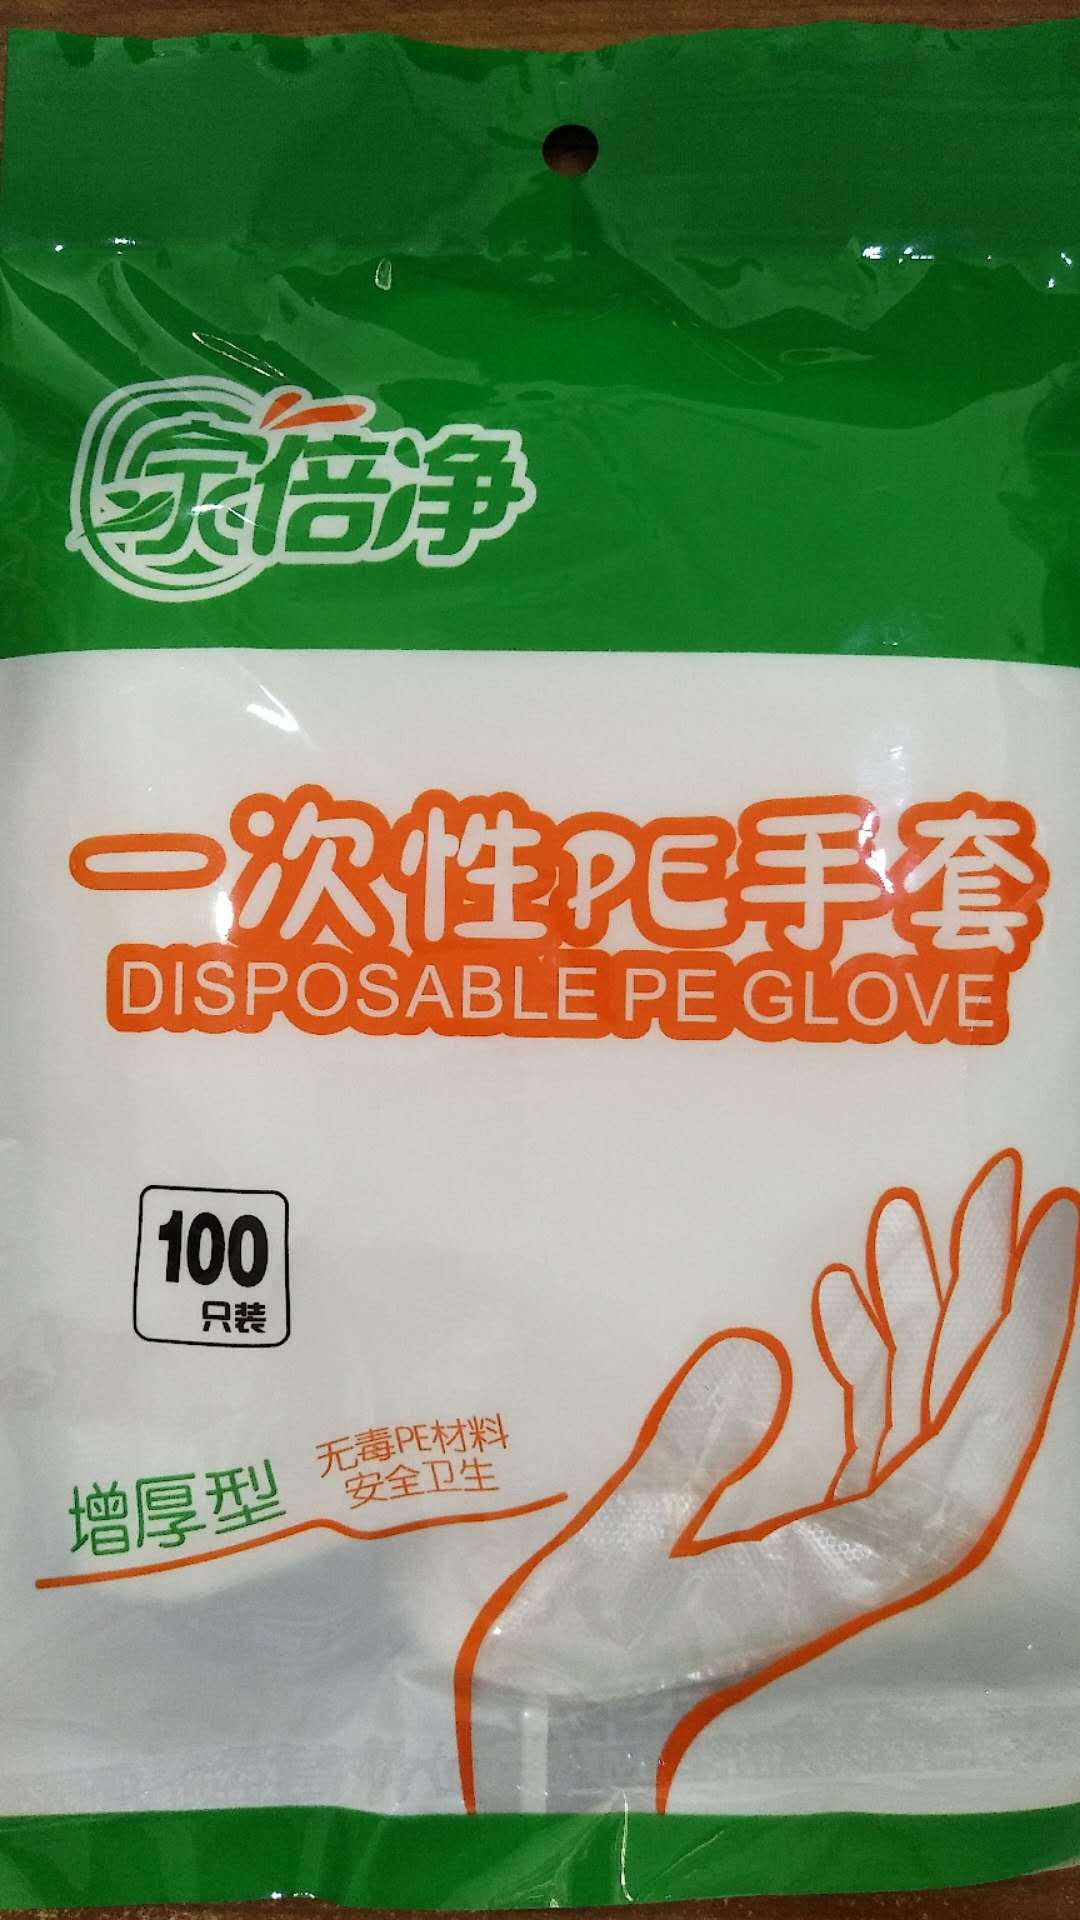 家倍净
一次性PE手套
DISPOSABLE PE GLOVE
100
只装
增厚型
无毒PE材料
安全卫生